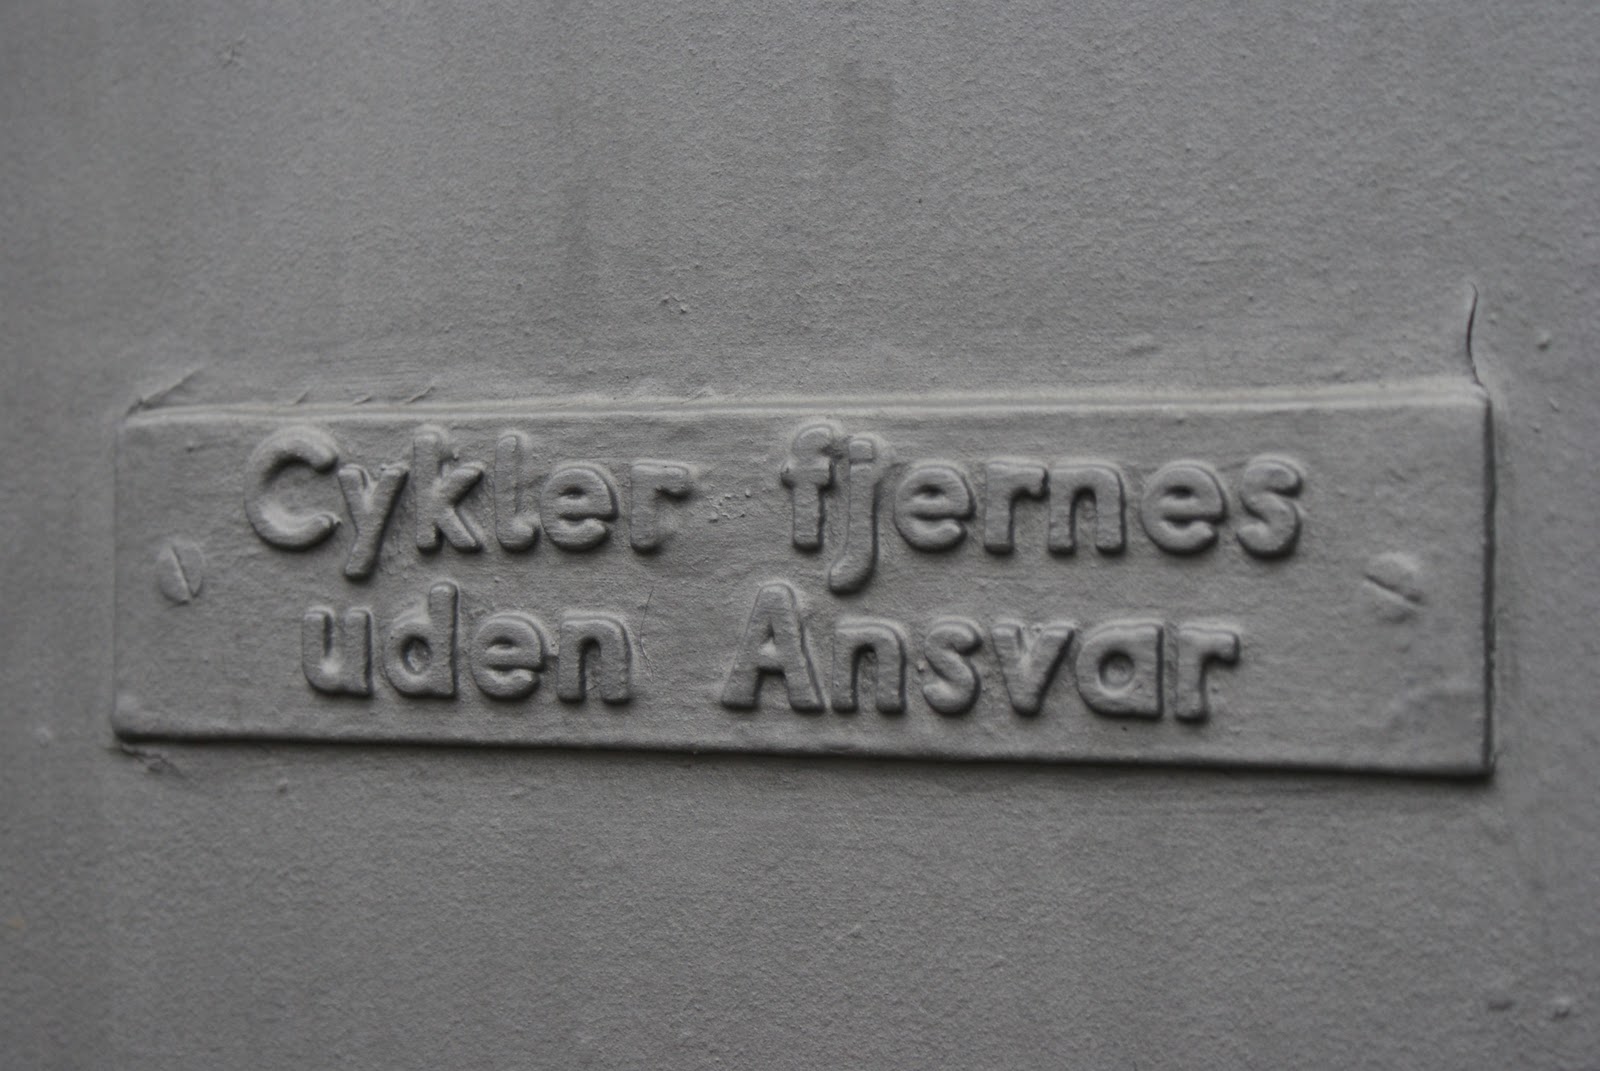 Cykler fjernes
uden Ansvar